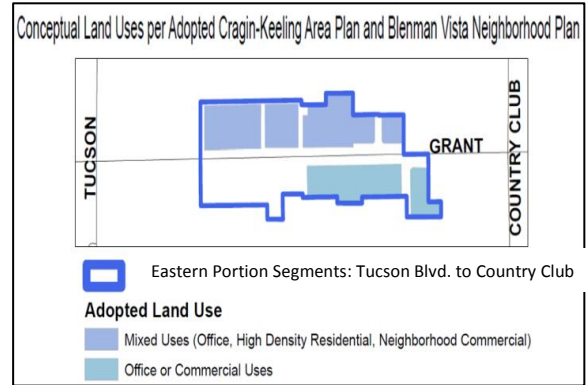 Conceptual Land Uses per Adopted Cragin-Keeling Area Plan and Blenman Vista Neighborhood Plan
TUCSON
GRANT
COUNTRY CLUB
Eastern Portion Segments: Tucson Blvd. to Country Club
Adopted Land Use
Mixed Uses (Office, High Density Residential, Neighborhood Commercial)
Office or Commercial Uses